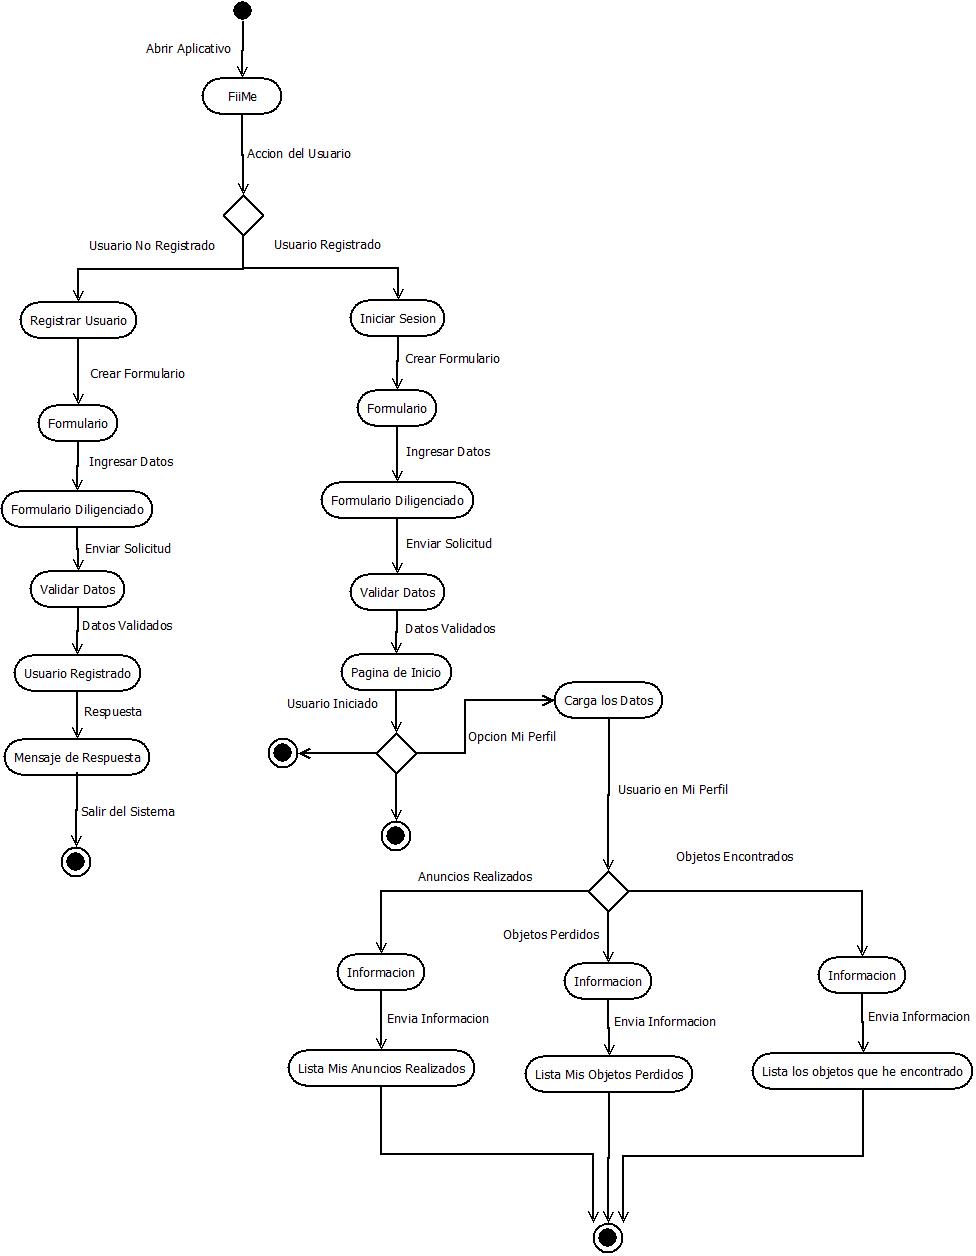 Abrir Aplicativo
FiiMe
Accion del Usuario
Usuario No Registrado
Usuario Registrado
Registrar Usuario
Crear Formulario
Formulario
Ingresar Datos
Formulario Diligenciado
Enviar Solicitud
Validar Datos
Datos Validados
Usuario Registrado
Respuesta
Mensaje de Respuesta
Salir del Sistema
Iniciar Sesion
Crear Formulario
Formulario
Ingresar Datos
Formulario Diligenciado
Enviar Solicitud
Validar Datos
Datos Validados
Pagina de Inicio
Usuario Iniciado
Opcion Mi Perfil
Carga los Datos
Usuario en Mi Perfil
Anuncios Realizados
Objetos Perdidos
Objetos Encontrados
Informacion
Envia Informacion
Lista Mis Anuncios Realizados
Informacion
Envia Informacion
Lista Mis Objetos Perdidos
Informacion
Envia Informacion
Lista los objetos que he encontrado